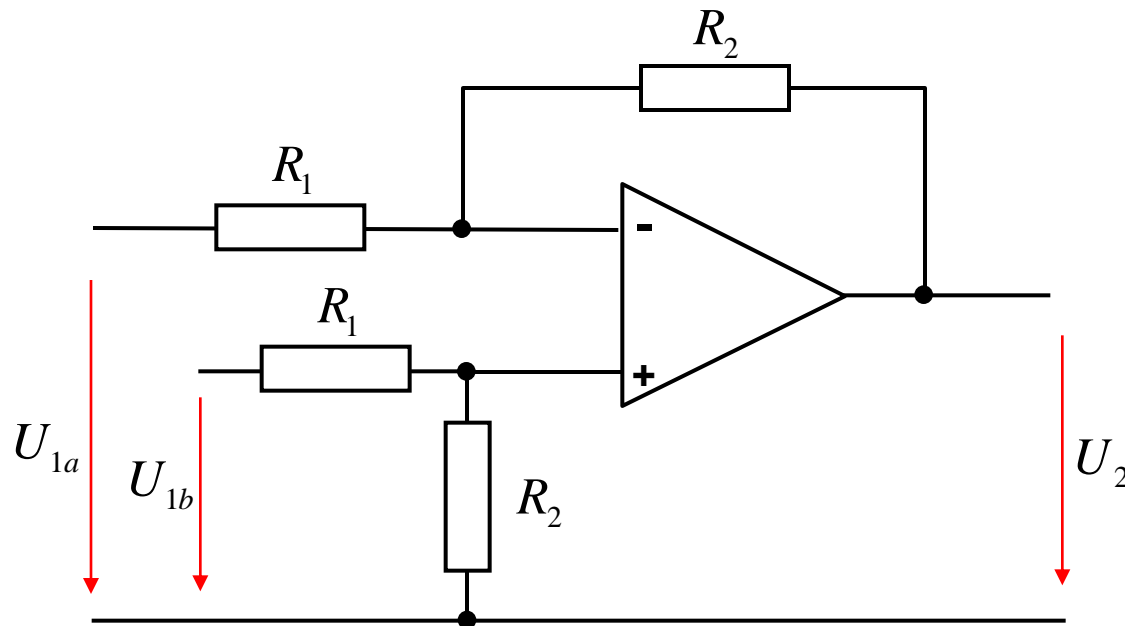 R₂
R₁
-
R₁
+
U₁ₐ
U₁b
R₂
U₂